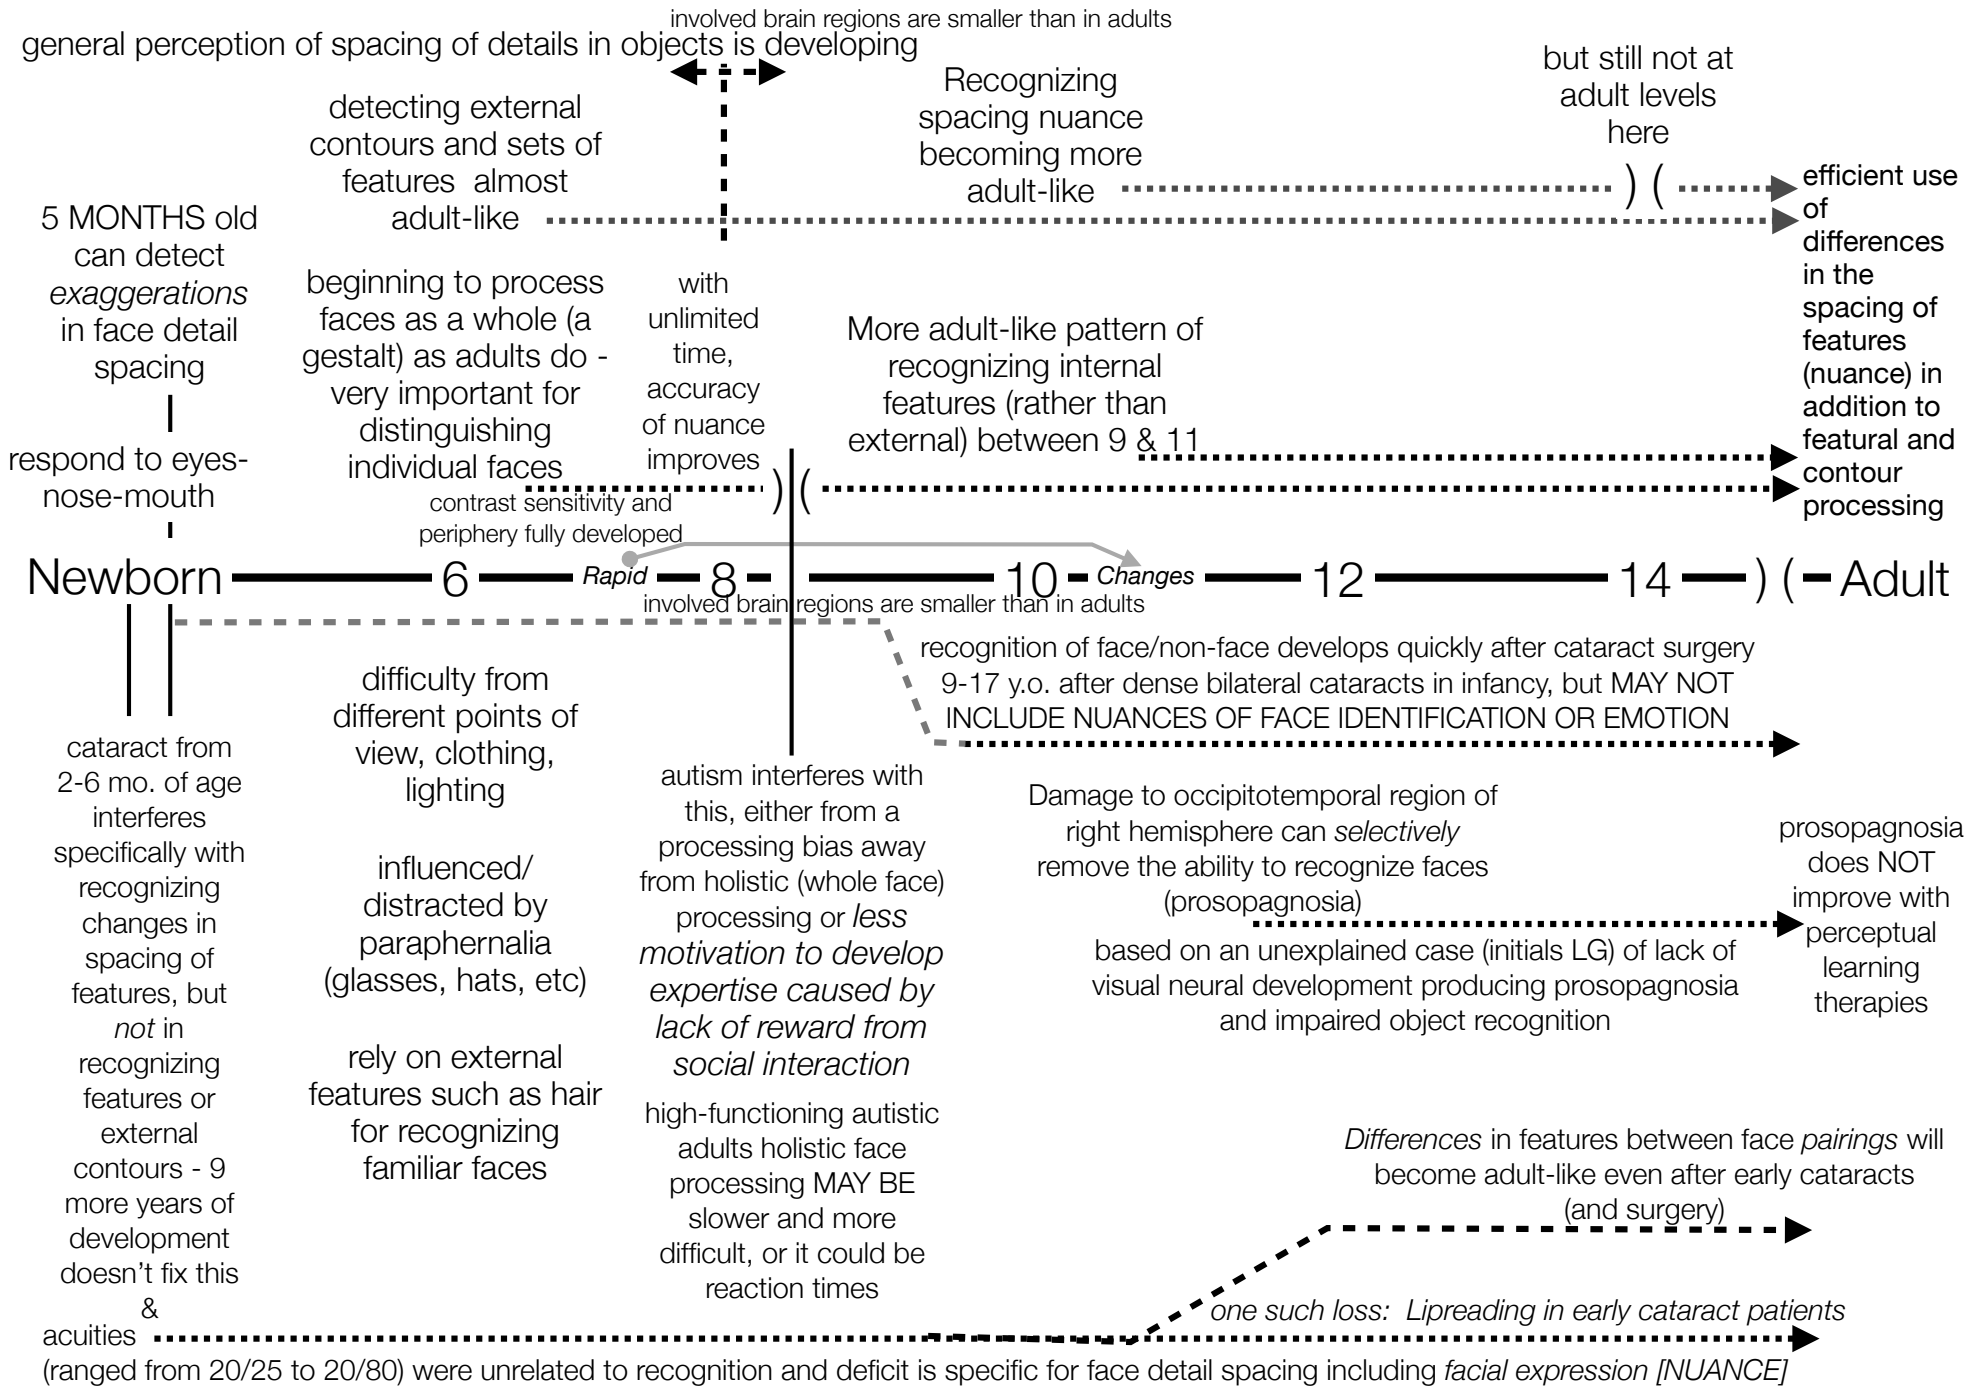 involved brain regions are smaller than in adults
general perception of spacing of details in objects is developing
detecting external
contours and sets of
features almost
adult-like
Recognizing
spacing nuance
becoming more
adult-like
but still not at
adult levels
here
) (
efficient use
of
differences
in the
spacing of
features
(nuance) in
addition to
featural and
contour
processing
5 MONTHS old
can detect
exaggerations
in face detail
spacing
respond to eyes-
nose-mouth
beginning to process
faces as a whole (a
gestalt) as adults do -
very important for
distinguishing
individual faces
with
unlimited
time,
accuracy
of nuance
improves
More adult-like pattern of
recognizing internal
features (rather than
external) between 9 & 11
) (
contrast sensitivity and
periphery fully developed
Newborn 6 Rapid 8 10 Changes 12 14 ) ( Adult
involved brain regions are smaller than in adults
recognition of face/non-face develops quickly after cataract surgery
9-17 y.o. after dense bilateral cataracts in infancy, but MAY NOT
INCLUDE NUANCES OF FACE IDENTIFICATION OR EMOTION
cataract from
2-6 mo. of age
interferes
specifically with
recognizing
changes in
spacing of
features, but
not in
recognizing
features or
external
contours - 9
more years of
development
doesn't fix this
&
acuities
(ranged from 20/25 to 20/80) were unrelated to recognition and deficit is specific for face detail spacing including facial expression [NUANCE]
difficulty from
different points of
view, clothing,
lighting
influenced/
distracted by
paraphernalia
(glasses, hats, etc)
rely on external
features such as hair
for recognizing
familiar faces
autism interferes with
this, either from a
processing bias away
from holistic (whole face)
processing or less
motivation to develop
expertise caused by
lack of reward from
social interaction
high-functioning autistic
adults holistic face
processing MAY BE
slower and more
difficult, or it could be
reaction times
Damage to occipitotemporal region of
right hemisphere can selectively
remove the ability to recognize faces
(prosopagnosia)
based on an unexplained case (initials LG) of lack of
visual neural development producing prosopagnosia
and impaired object recognition
prosopagnosia
does NOT
improve with
perceptual
learning
therapies
Differences in features between face pairings will
become adult-like even after early cataracts
(and surgery)
one such loss: Lipreading in early cataract patients